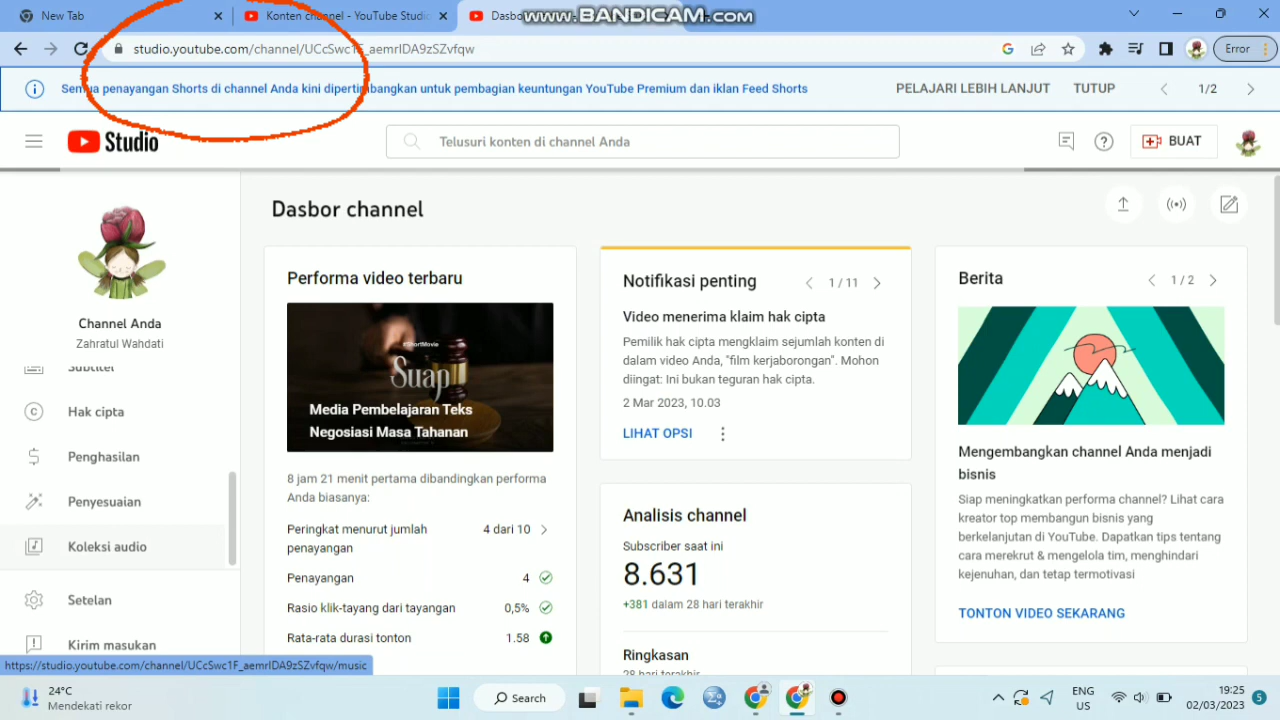 New Tab
Konten channel - YouTube Studio
Dasbo
www.BANDICAM.com
studio.youtube.com/channel/UCcSwc1F_aemrIDA9zSZvfqw
Error
Semua penayangan Shorts di channel Anda kini dipertimbangkan untuk pembagian keuntungan YouTube Premium dan iklan Feed Shorts
PELAJARI LEBIH LANJUT
TUTUP
1/2
Studio
Telusuri konten di channel Anda
BUAT
Channel Anda
Zahratul Wahdati
Subtitel
Hak cipta
Penghasilan
Penyesuaian
Koleksi audio
Setelan
Kirim masukan
https://studio.youtube.com/channel/UCcSwc1F_aemrIDA9zSZvfqw/music
Dasbor channel
Performa video terbaru
#ShortMovie
Suap
Media Pembelajaran Teks
Negosiasi Masa Tahanan
8 jam 21 menit pertama dibandingkan performa
Anda biasanya:
Peringkat menurut jumlah
penayangan
4 dari 10
Penayangan
4
Rasio klik-tayang dari tayangan
0,5%
Rata-rata durasi tonton
1.58
Notifikasi penting
1 / 11
Video menerima klaim hak cipta
Pemilik hak cipta mengklaim sejumlah konten di
dalam video Anda, "film kerjaborongan". Mohon
diingat: Ini bukan teguran hak cipta.
2 Mar 2023, 10.03
LIHAT OPSI
Analisis channel
Subscriber saat ini
8.631
+381 dalam 28 hari terakhir
Ringkasan
28 hari terakhir
Berita
1 / 2
Mengembangkan channel Anda menjadi
bisnis
Siap meningkatkan performa channel? Lihat cara
kreator top membangun bisnis yang
berkelanjutan di YouTube. Dapatkan tips tentang
cara merekrut & mengelola tim, menghindari
kejenuhan, dan tetap termotivasi
TONTON VIDEO SEKARANG
24°C
Mendekati rekor
Search
ENG
US
19:25
02/03/2023
5